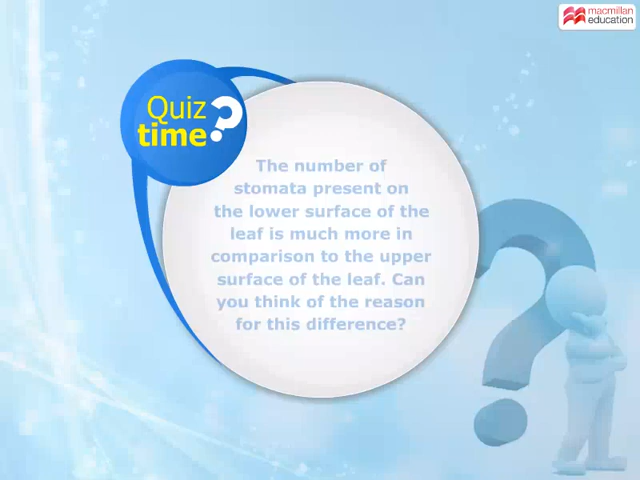 macmillan
education
Quiz
time?
The number of
stomata present on
the lower surface of the
leaf is much more in
comparison to the upper
surface of the leaf. Can
you think of the reason
for this difference?